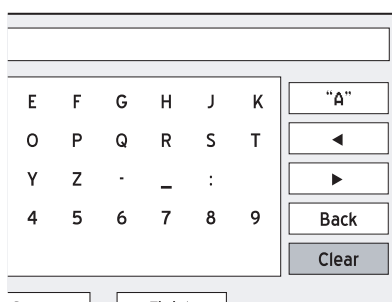 E F G H J K "A"
O P Q R S T ◀
Y Z - _ : ▶
4 5 6 7 8 9 Back
Clear